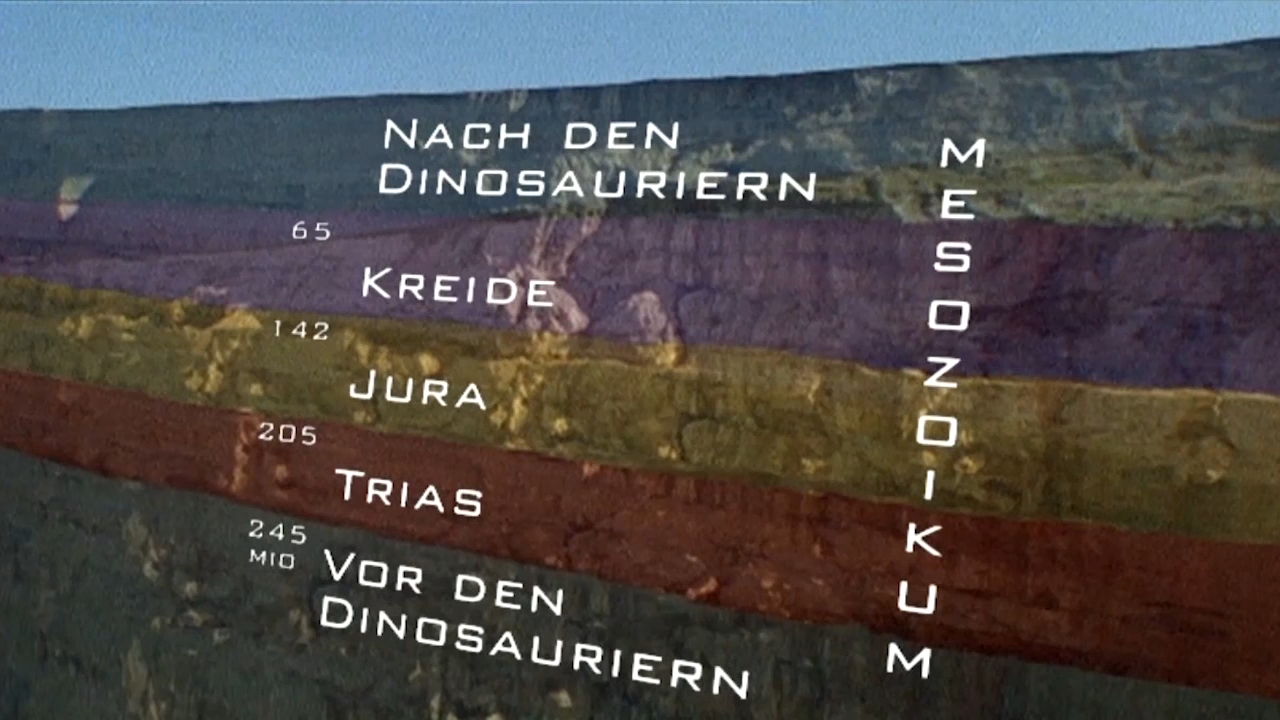 NACH DEN
DINOSAURIERN
65
KREIDE
142
JURA
205
TRIAS
245
MIO
VOR DEN
DINOSAURIERN
MESOZOIKUM